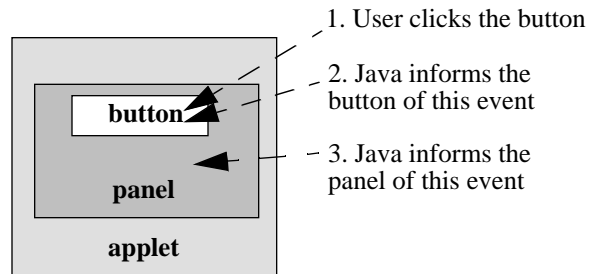 1. User clicks the button
2. Java informs the
button of this event
button
3. Java informs the
panel of this event
panel
applet